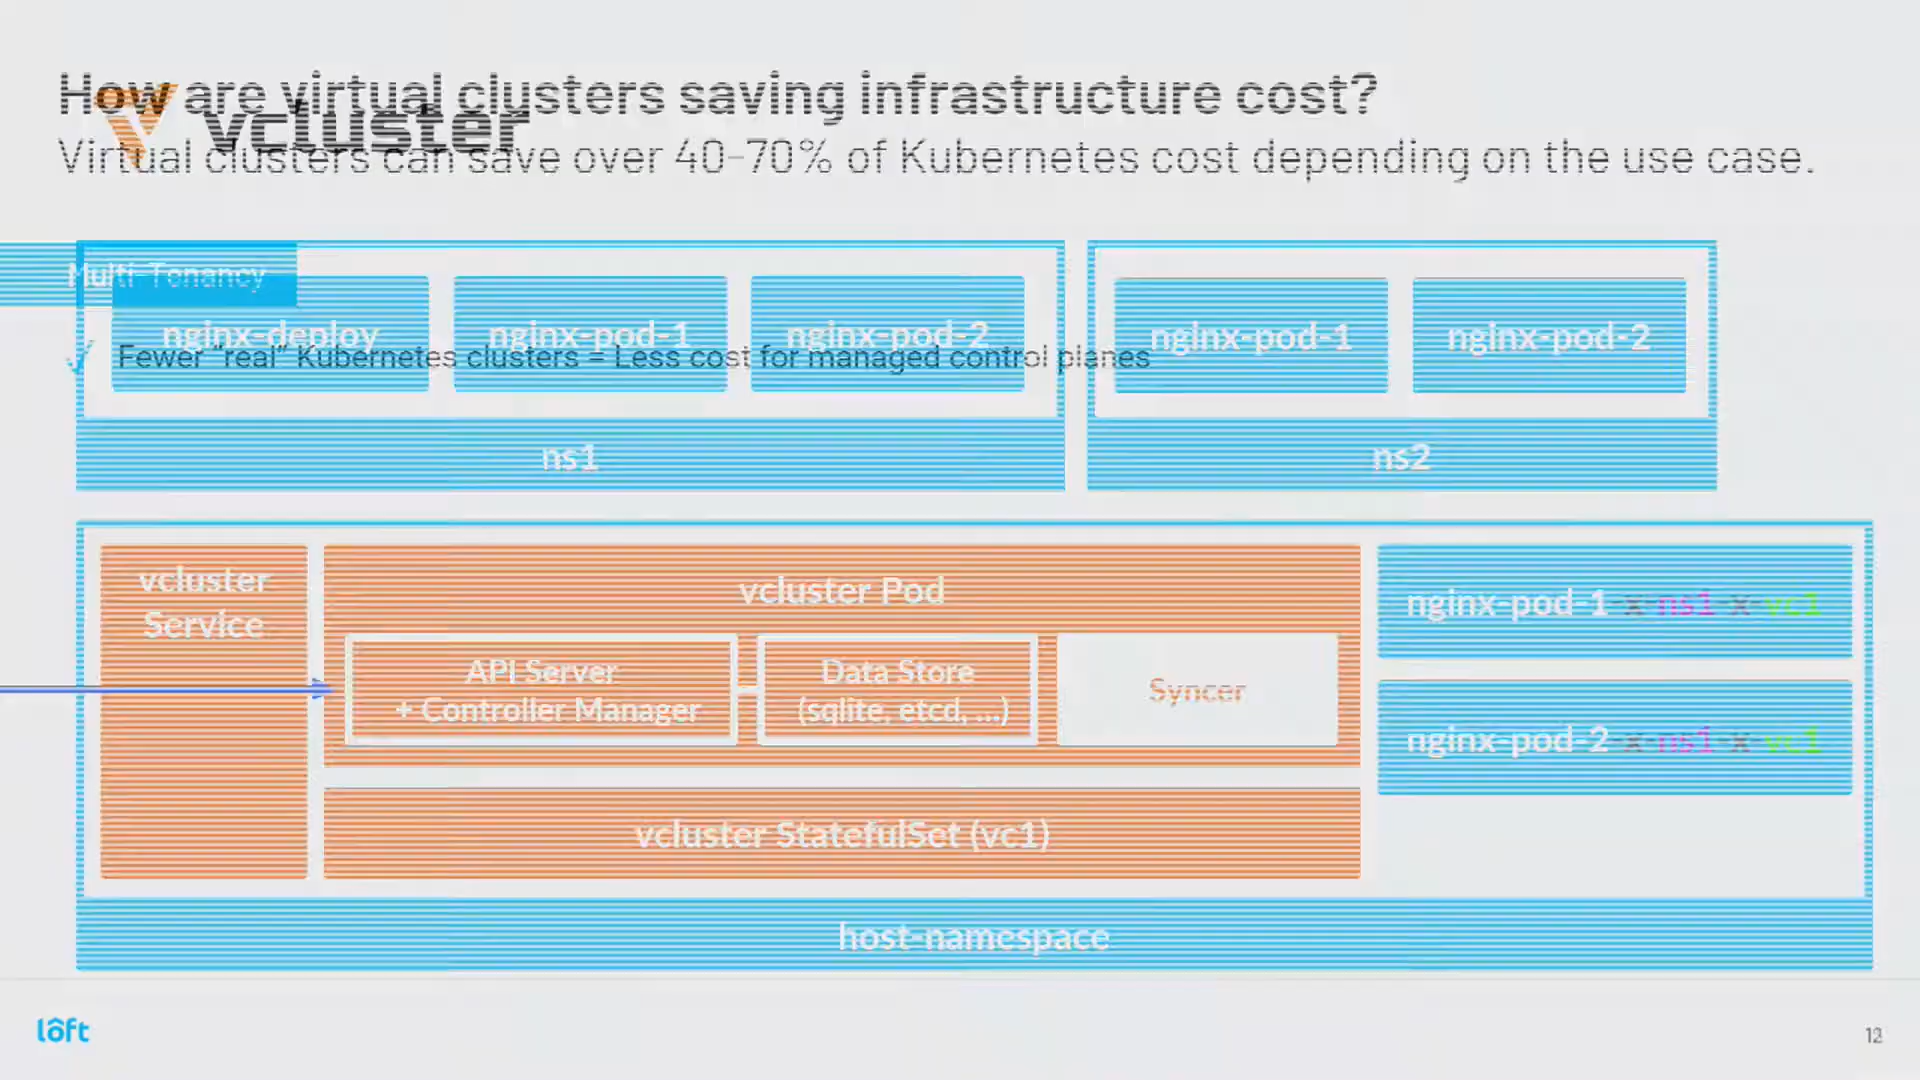 How are virtual clusters saving infrastructure cost?
vcluster
Virtual clusters can save over 40-70% of Kubernetes cost depending on the use case.
Multi-Tenancy
nginx-deploy
nginx-pod-1
nginx-pod-2
nginx-pod-1
nginx-pod-2
Fewer "real" Kubernetes clusters = Less cost for managed control planes
ns1
ns2
vcluster
Service
vcluster Pod
API Server
+ Controller Manager
Data Store
(sqlite, etcd, ...)
Syncer
nginx-pod-1-x-ns1-x-vc1
nginx-pod-2-x-ns1-x-vc1
vcluster StatefulSet (vc1)
host-namespace
lôft